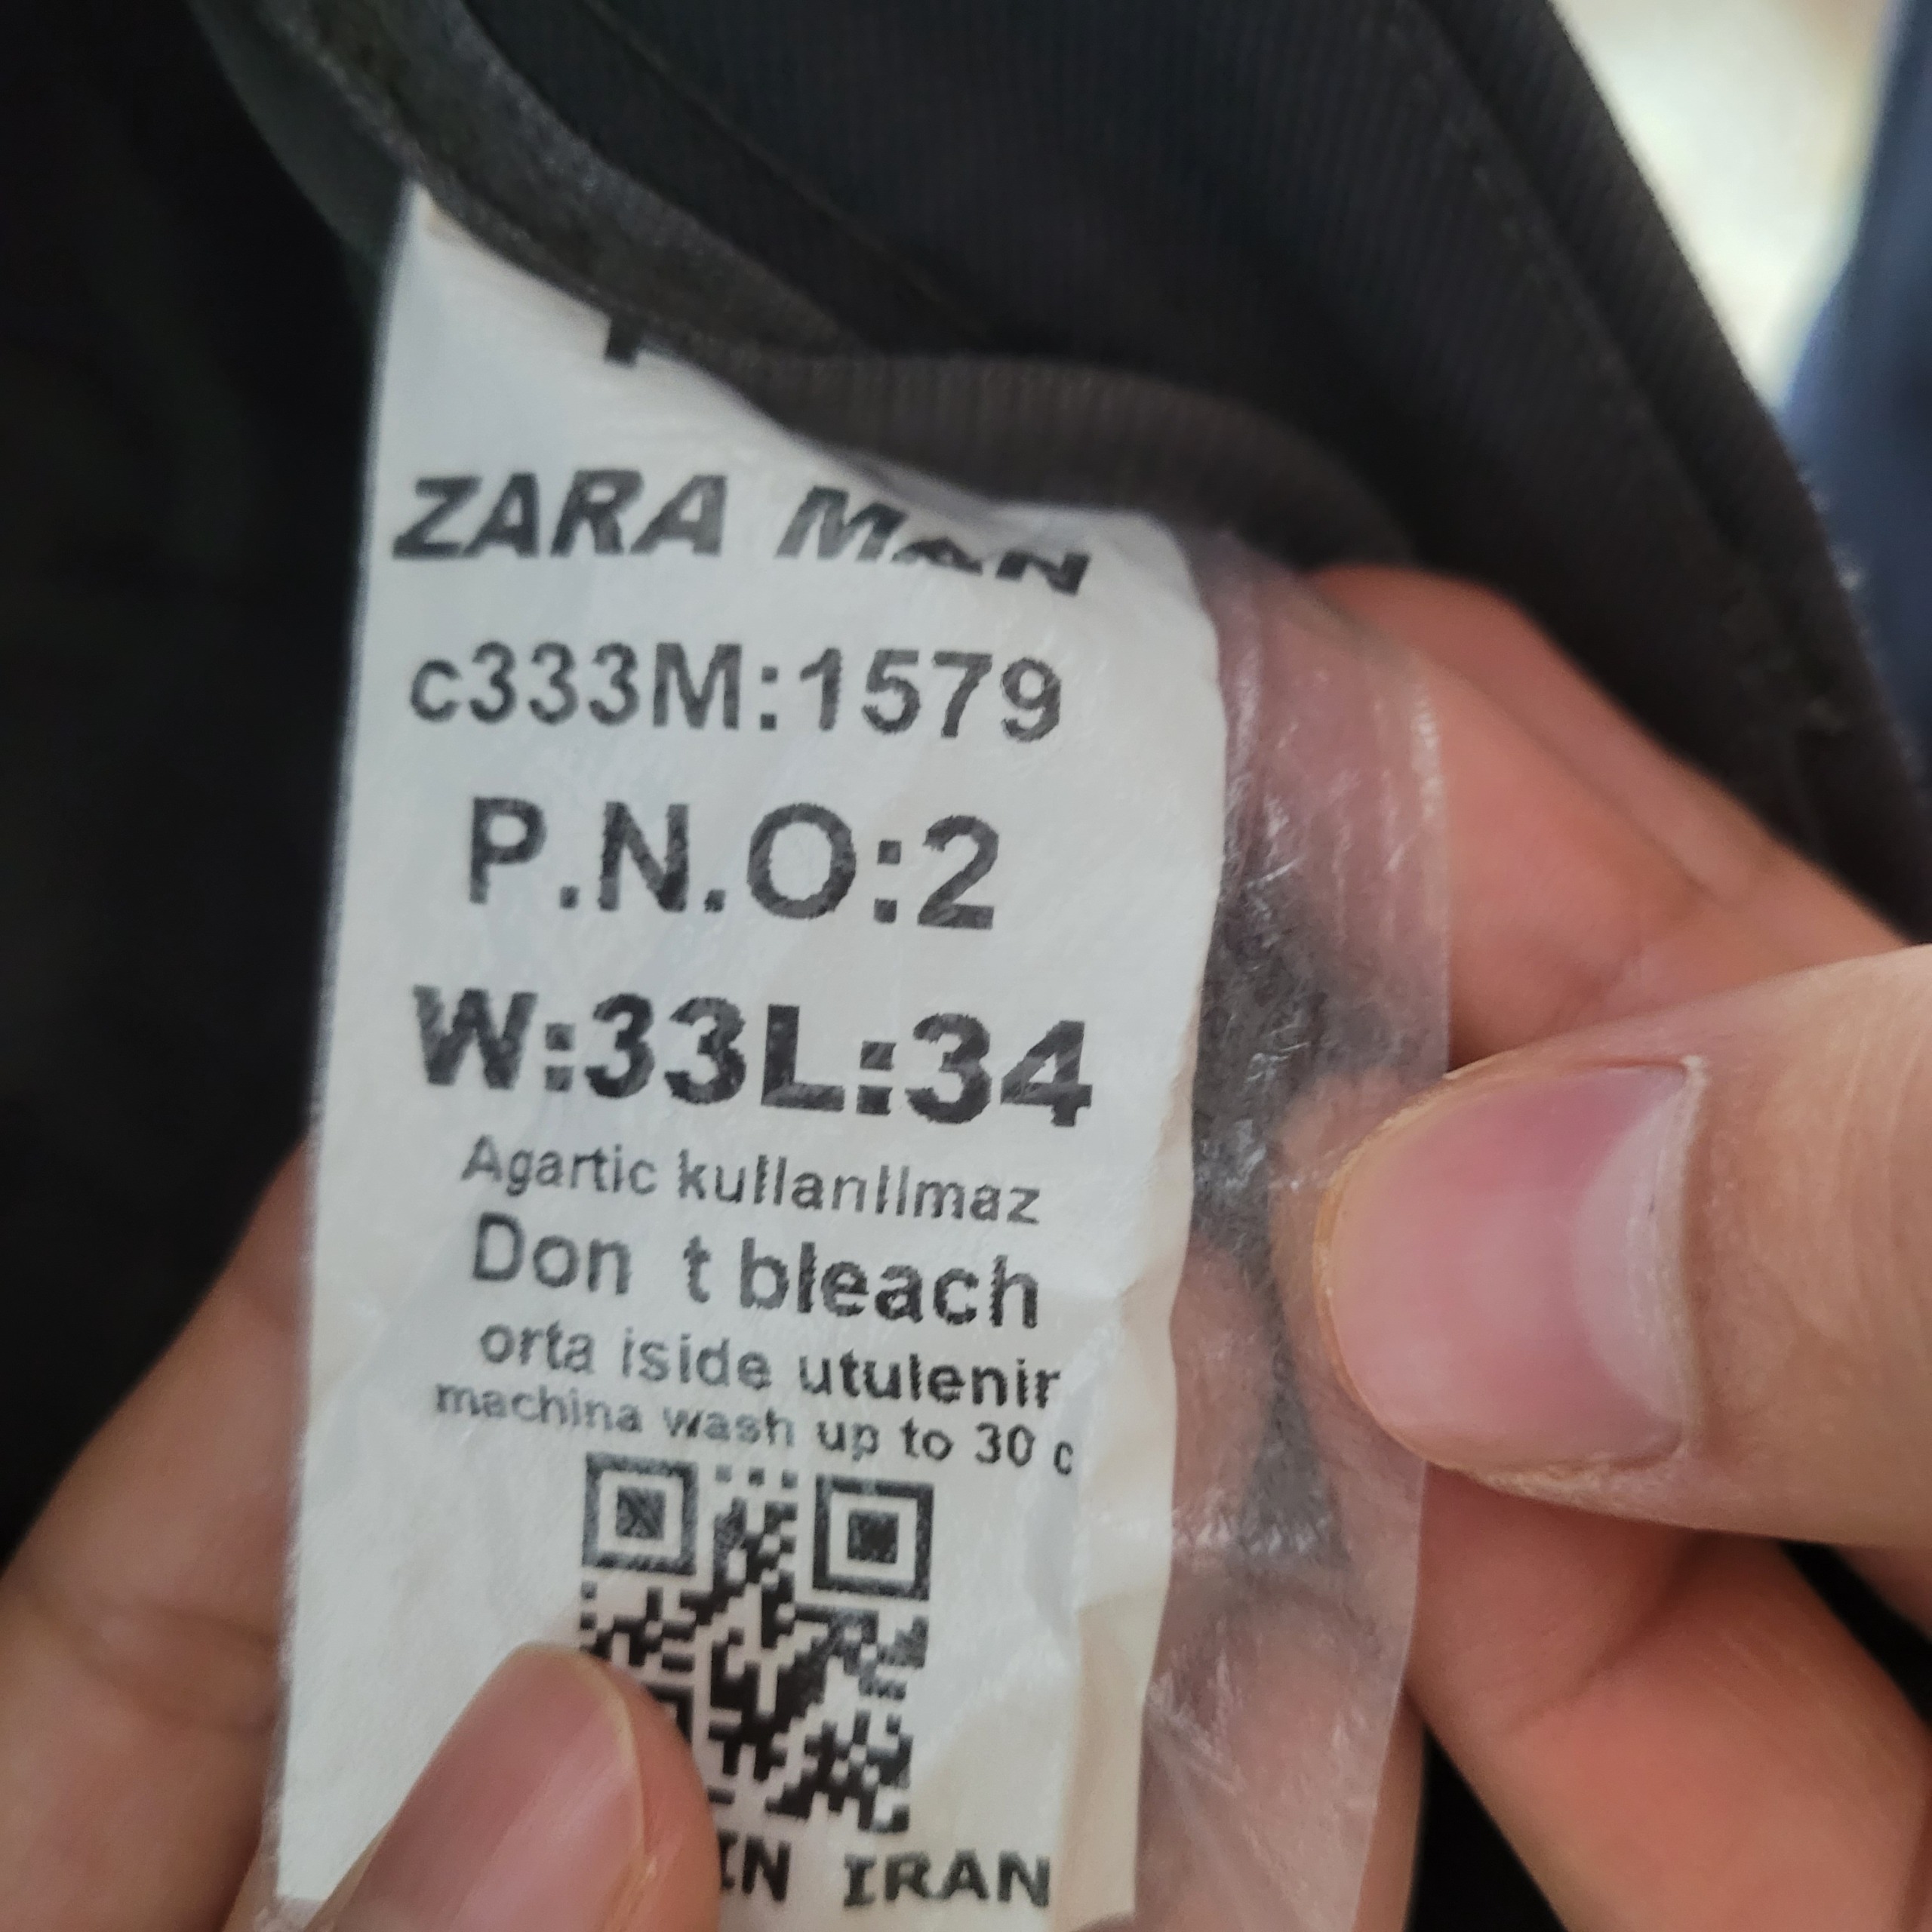 ZARA MAN
c333M:1579
P.N.O:2
W:33L:34
Agartic kullanllmaz
Don t bleach
orta iside utulenir
machina wash up to 30 c
IN IRAN